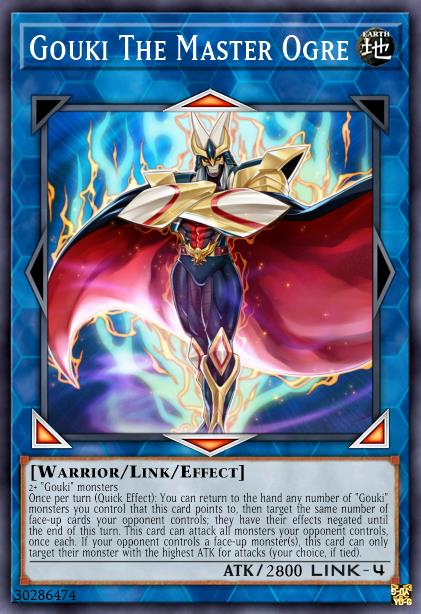 Gouki The Master Ogre
EARTH
地
[Warrior/Link/Effect]
2+ "Gouki" monsters
Once per turn (Quick Effect): You can return to the hand any number of "Gouki"
monsters you control that this card points to, then target the same number of
face-up cards your opponent controls; they have their effects negated until
the end of this turn. This card can attack all monsters your opponent controls,
once each. If your opponent controls a face-up monster(s), this card can only
target their monster with the highest ATK for attacks (your choice, if tied).
ATK/2800 LINK-4
30286474